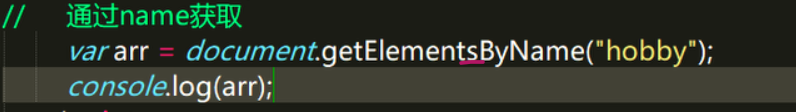 // 通过name获取
var arr = document.getElementsByName("hobby");
console.log(arr);